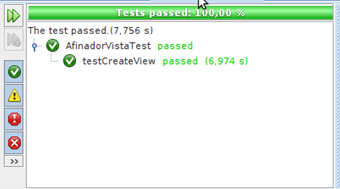 Tests passed: 100,00 %
The test passed.(7,756 s)
AfinadorVistaTest passed
testCreateView passed (6,974 s)
>>